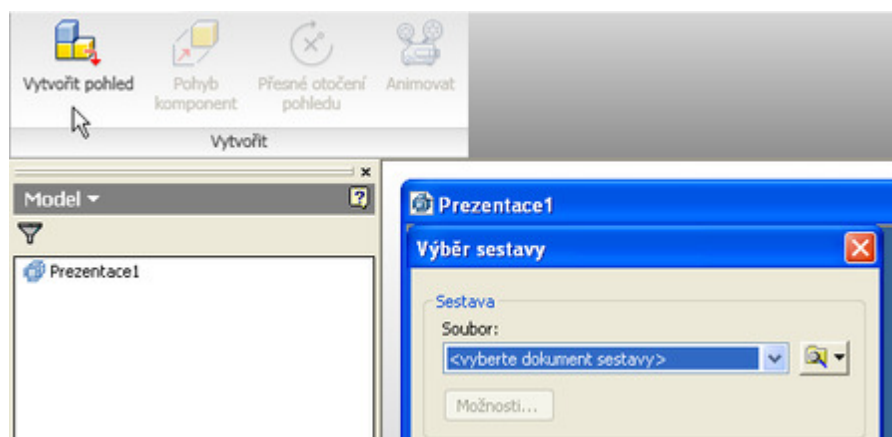 Vytvořit pohled
Pohyb komponent
Přesné otočení pohledu
Animovat
Vytvořit
Model
Prezentace1
Prezentace1
Výběr sestavy
Sestava
Soubor:
<vyberte dokument sestavy>
Možnosti...